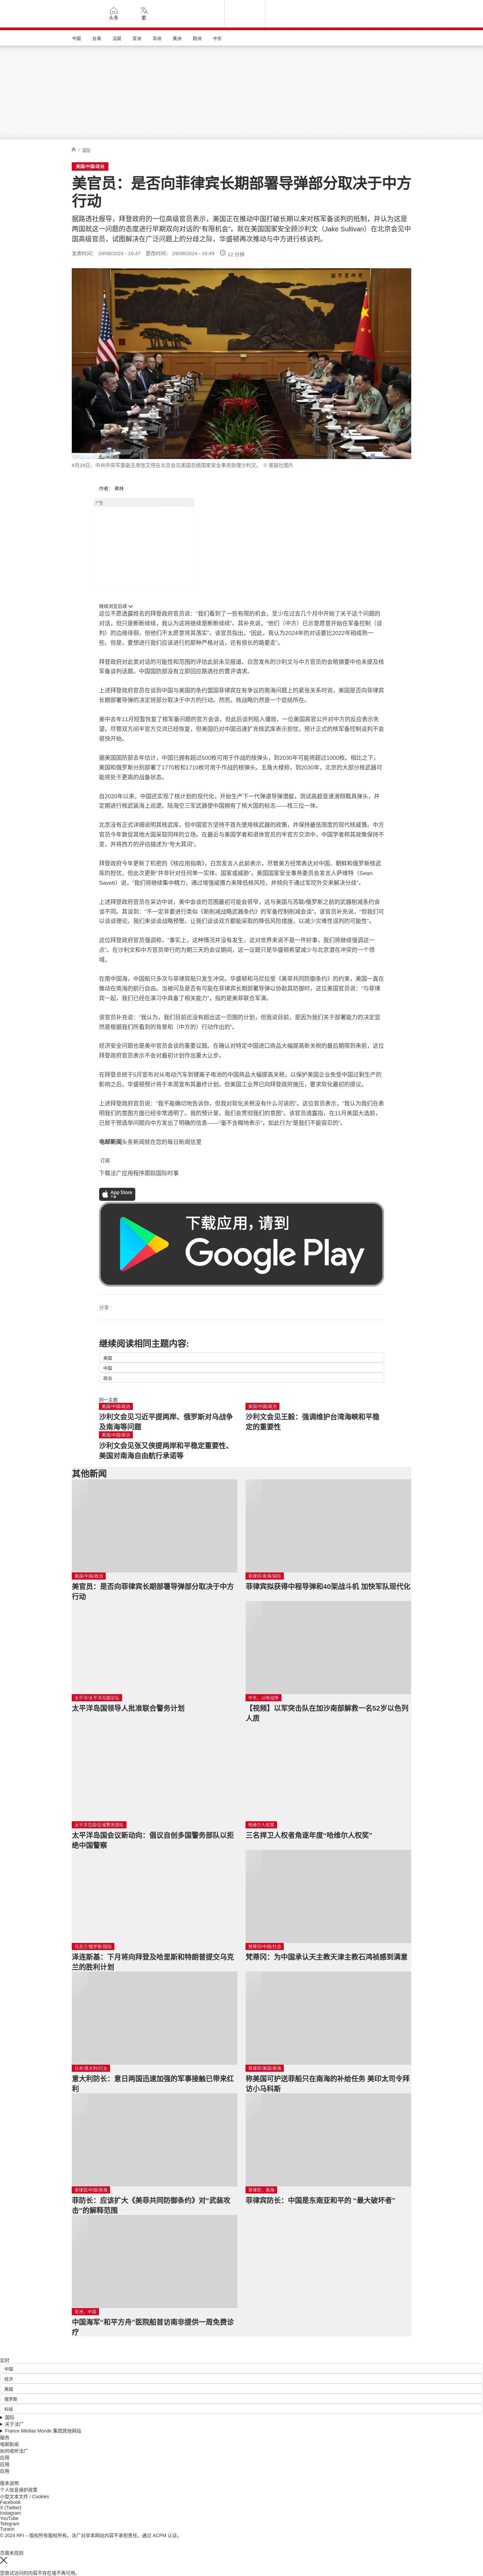 头条
繁
中国
台海
法国
亚洲
非洲
美洲
欧洲
中东
/ 国际
美国/中国/政治
美官员：是否向菲律宾长期部署导弹部分取决于中方
行动
据路透社报导，拜登政府的一位高级官员表示，美国正在推动中国打破长期以来对核军备谈判的抵制，并认为这是
两国就这一问题的态度进行早期双向对话的“有限机会”。就在美国国家安全顾沙利文（Jake Sullivan）在北京会见中
国高级官员，试图解决在广泛问题上的分歧之际，华盛顿再次推动与中方进行核谈判。
发表时间： 29/08/2024 - 16:47 更改时间： 29/08/2024 - 16:49 12 分钟
8月29日，中共中央军委副主席张又侠在北京会见美国总统国家安全事务助理沙利文。 © 美联社图片
作者： 弗林
广告
继续浏览后续
这位不愿透露姓名的拜登政府官员说：“我们看到了一些有限的机会，至少在过去几个月中开始了关于这个问题的
对话，但只是断断续续，我认为这将继续是断断续续的”。其补充说，“他们（中方）已示意愿意开始在军备控制（谈
判）的边缘徘徊，但他们不太愿意将其落实”。该官员指出，“因此，我认为2024年的对话要比2022年稍成熟一
些。但是，要想进行我们应该进行的那种严格对话，还有很长的路要走”。
拜登政府对此类对话的可能性和范围的评估此前未见报道。白宫发布的沙利文与中方官员的会晤摘要中也未提及核
军备谈判话题。中国国防部没有立即回应路透社的置评请求。
上述拜登政府官员在谈到中国与美国的条约盟国菲律宾在有争议的南海问题上的紧张关系时说，美国是否向菲律宾
长期部署导弹的决定将部分取决于中方的行动。然而，核战略仍然是一个症结所在。
美中去年11月短暂恢复了核军备问题的官方会谈，但此后谈判陷入僵局，一位美国高官公开对中方的反应表示失
望。尽管双方间半官方交流已经恢复，但美国仍对中国迅速扩充核武库表示担忧，预计正式的核军备控制谈判不会
很快开始。
据美国国防部去年估计，中国已拥有超过500枚可用于作战的核弹头，到2030年可能将超过1000枚。相比之下，
美国和俄罗斯分别部署了1770枚和1710枚可用于作战的核弹头。五角大楼称，到2030年，北京的大部分核武器可
能将处于更高的战备状态。
自2020年以来，中国还实现了核计划的现代化，开始生产下一代弹道导弹潜艇，测试高超音速滑翔载具弹头，并
定期进行核武装海上巡逻。陆海空三军武器使中国拥有了核大国的标志——核三位一体。
北京没有正式详细说明其核武库，但中国官方坚持不首先使用核武器的政策，并保持最低限度的现代核威慑。中方
官员今年敦促其他大国采取同样的立场。在最近与美国学者和退休官员的半官方交流中，中国学者称其政策保持不
变，并将西方的评估描述为“夸大其词”。
拜登政府今年更新了机密的《核应用指南》，白宫发言人此前表示，尽管美方经常表达对中国、朝鲜和俄罗斯核武
库的担忧，但此次更新“并非针对任何单一实体、国家或威胁”。美国国家安全事务委员会发言人萨维特（Sean
Savett）说，“我们将继续集中精力，通过增强威慑力来降低核风险，并倾向于通过军控外交来解决分歧”。
上述拜登政府官员在采访中说，美中会谈的范围最初可能会很窄，这与美国与苏联/俄罗斯之前的武器削减条约会
谈不同。其谈到：“不一定非要进行类似《新削减战略武器条约》的军备控制削减会谈”。该官员补充说，“但我们可
以谈谈理论。我们来谈谈战略预警。让我们谈谈双方都能采取的降低风险措施，以减少灾难性误判的可能性”。
这位拜登政府官员强调称，“事实上，这种情况并没有发生，这对世界来说不是一件好事，我们将继续强调这一
点”。在沙利文和中方官员举行的为期三天的会议期间，这一议题只是华盛顿希望减少与北京潜在冲突的一个领
域。
在南中国海，中国船只多次与菲律宾船只发生冲突。华盛顿和马尼拉受《美菲共同防御条约》的约束，美国一直在
推动在南海的航行自由。当被问及是否有可能在菲律宾长期部署导弹以协助其防御时，这位美国官员说：“与菲律
宾一起，我们已经在演习中具备了相关能力”，指的是美菲联合军演。
该官员补充说：“我认为，我们目前还没有超出这一范围的计划，但我说目前，是因为我们关于部署能力的决定显
然是根据我们所看到的背景和（中方的）行动作出的”。
经济安全问题也是美中官员会谈的重要议题。在确认对特定中国进口商品大幅提高新关税的最后期限到来前，这位
拜登政府官员表示不会对最初计划作出重大让步。
在拜登总统于5月宣布对从电动汽车到锂离子电池的中国商品大幅提高关税，以保护美国企业免受中国过剩生产的
影响之后，华盛顿预计将于本周宣布其最终计划。但美国工业界已向拜登政府施压，要求软化最初的提议。
上述拜登政府官员说：“我不能确切地告诉你，但我对软化关税没有什么可说的”。这位官员表示，“我认为我们在表
明我们的意图方面已经非常透明了，我的预计是，我们会贯彻我们的意图”。该官员透露指，在11月美国大选前，
已就干预选举问题向中方发出了明确的信息——“毫不含糊地表示”，如此行为“是我们不能容忍的”。
电邮新闻头条新闻就在您的每日新闻信里
订阅
下载法广应用程序跟踪国际时事
App Store
下载应用，请到
Google Play
分享 :
继续阅读相同主题内容:
美国
中国
政治
同一主题
美国/中国/政治
沙利文会见习近平提两岸、俄罗斯对乌战争
及南海等问题
美国/中国/政治
沙利文会见王毅：强调维护台湾海峡和平稳
定的重要性
美国/中国/政治
沙利文会见张又侠提两岸和平稳定重要性、
美国对南海自由航行承诺等
其他新闻
美国/中国/政治
美官员：是否向菲律宾长期部署导弹部分取决于中方
行动
菲律宾/南海/国际
菲律宾拟获得中程导弹和40架战斗机 加快军队现代化
太平洋/太平洋岛国论坛
太平洋岛国领导人批准联合警务计划
中东，以哈战争
【视频】以军突击队在加沙南部解救一名52岁以色列
人质
太平洋岛国/区域警务部队
太平洋岛国会议新动向：倡议自创多国警务部队以拒
绝中国警察
哈维尔人权奖
三名捍卫人权者角逐年度“哈维尔人权奖”
乌克兰/俄罗斯/国际
泽连斯基：下月将向拜登及哈里斯和特朗普提交乌克
兰的胜利计划
梵蒂冈/中国/社会
梵蒂冈：为中国承认天主教天津主教石鸿祯感到满意
日本/意大利/印太
意大利防长：意日两国迅速加强的军事接触已带来红
利
菲律宾/美国/南海
称美国可护送菲船只在南海的补给任务 美印太司令拜
访小马科斯
菲律宾/中国/南海
菲防长：应该扩大《美菲共同防御条约》对“武装攻
击”的解释范围
菲律宾，南海
菲律宾防长：中国是东南亚和平的 “最大破坏者”
非洲，中国
中国海军“和平方舟”医院船首访南非提供一周免费诊
疗
实时
中国
经济
美国
俄罗斯
科技
国际
关于法广
France Médias Monde 集团其他网站
服务
电邮新闻
如何收听法广
应用
应用
应用
版本说明
个人信息保护政策
小型文本文件 / Cookies
Facebook
X (Twitter)
Instagram
YouTube
Telegram
TuneIn
© 2024 RFI – 版权所有版权所有。法广对非本网站内容不承担责任。通过 ACPM 认证。
页面未找到
您尝试访问的内容不存在或不再可用。